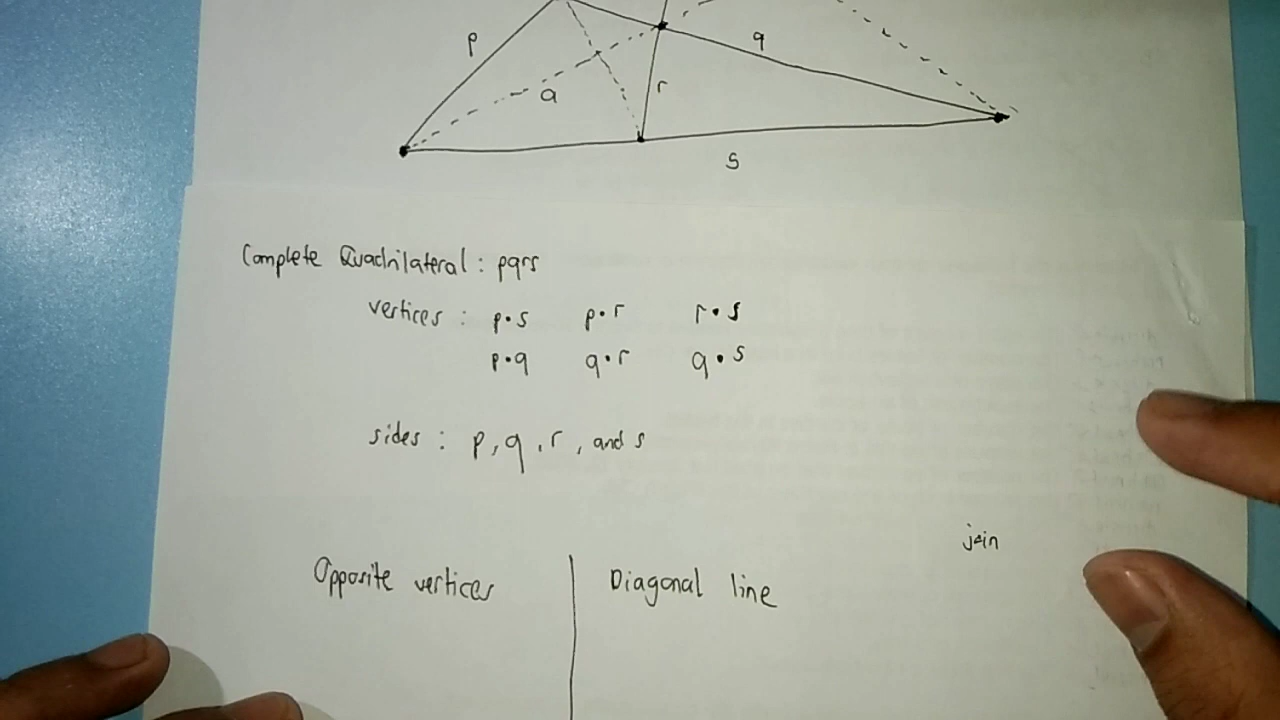 p
q
a
r
s
Complete Quadrilateral : pqrs
vertices : p·s p·r r·s
p·q q·r q·s
sides : p, q, r, and s
join
Opposite vertices Diagonal line